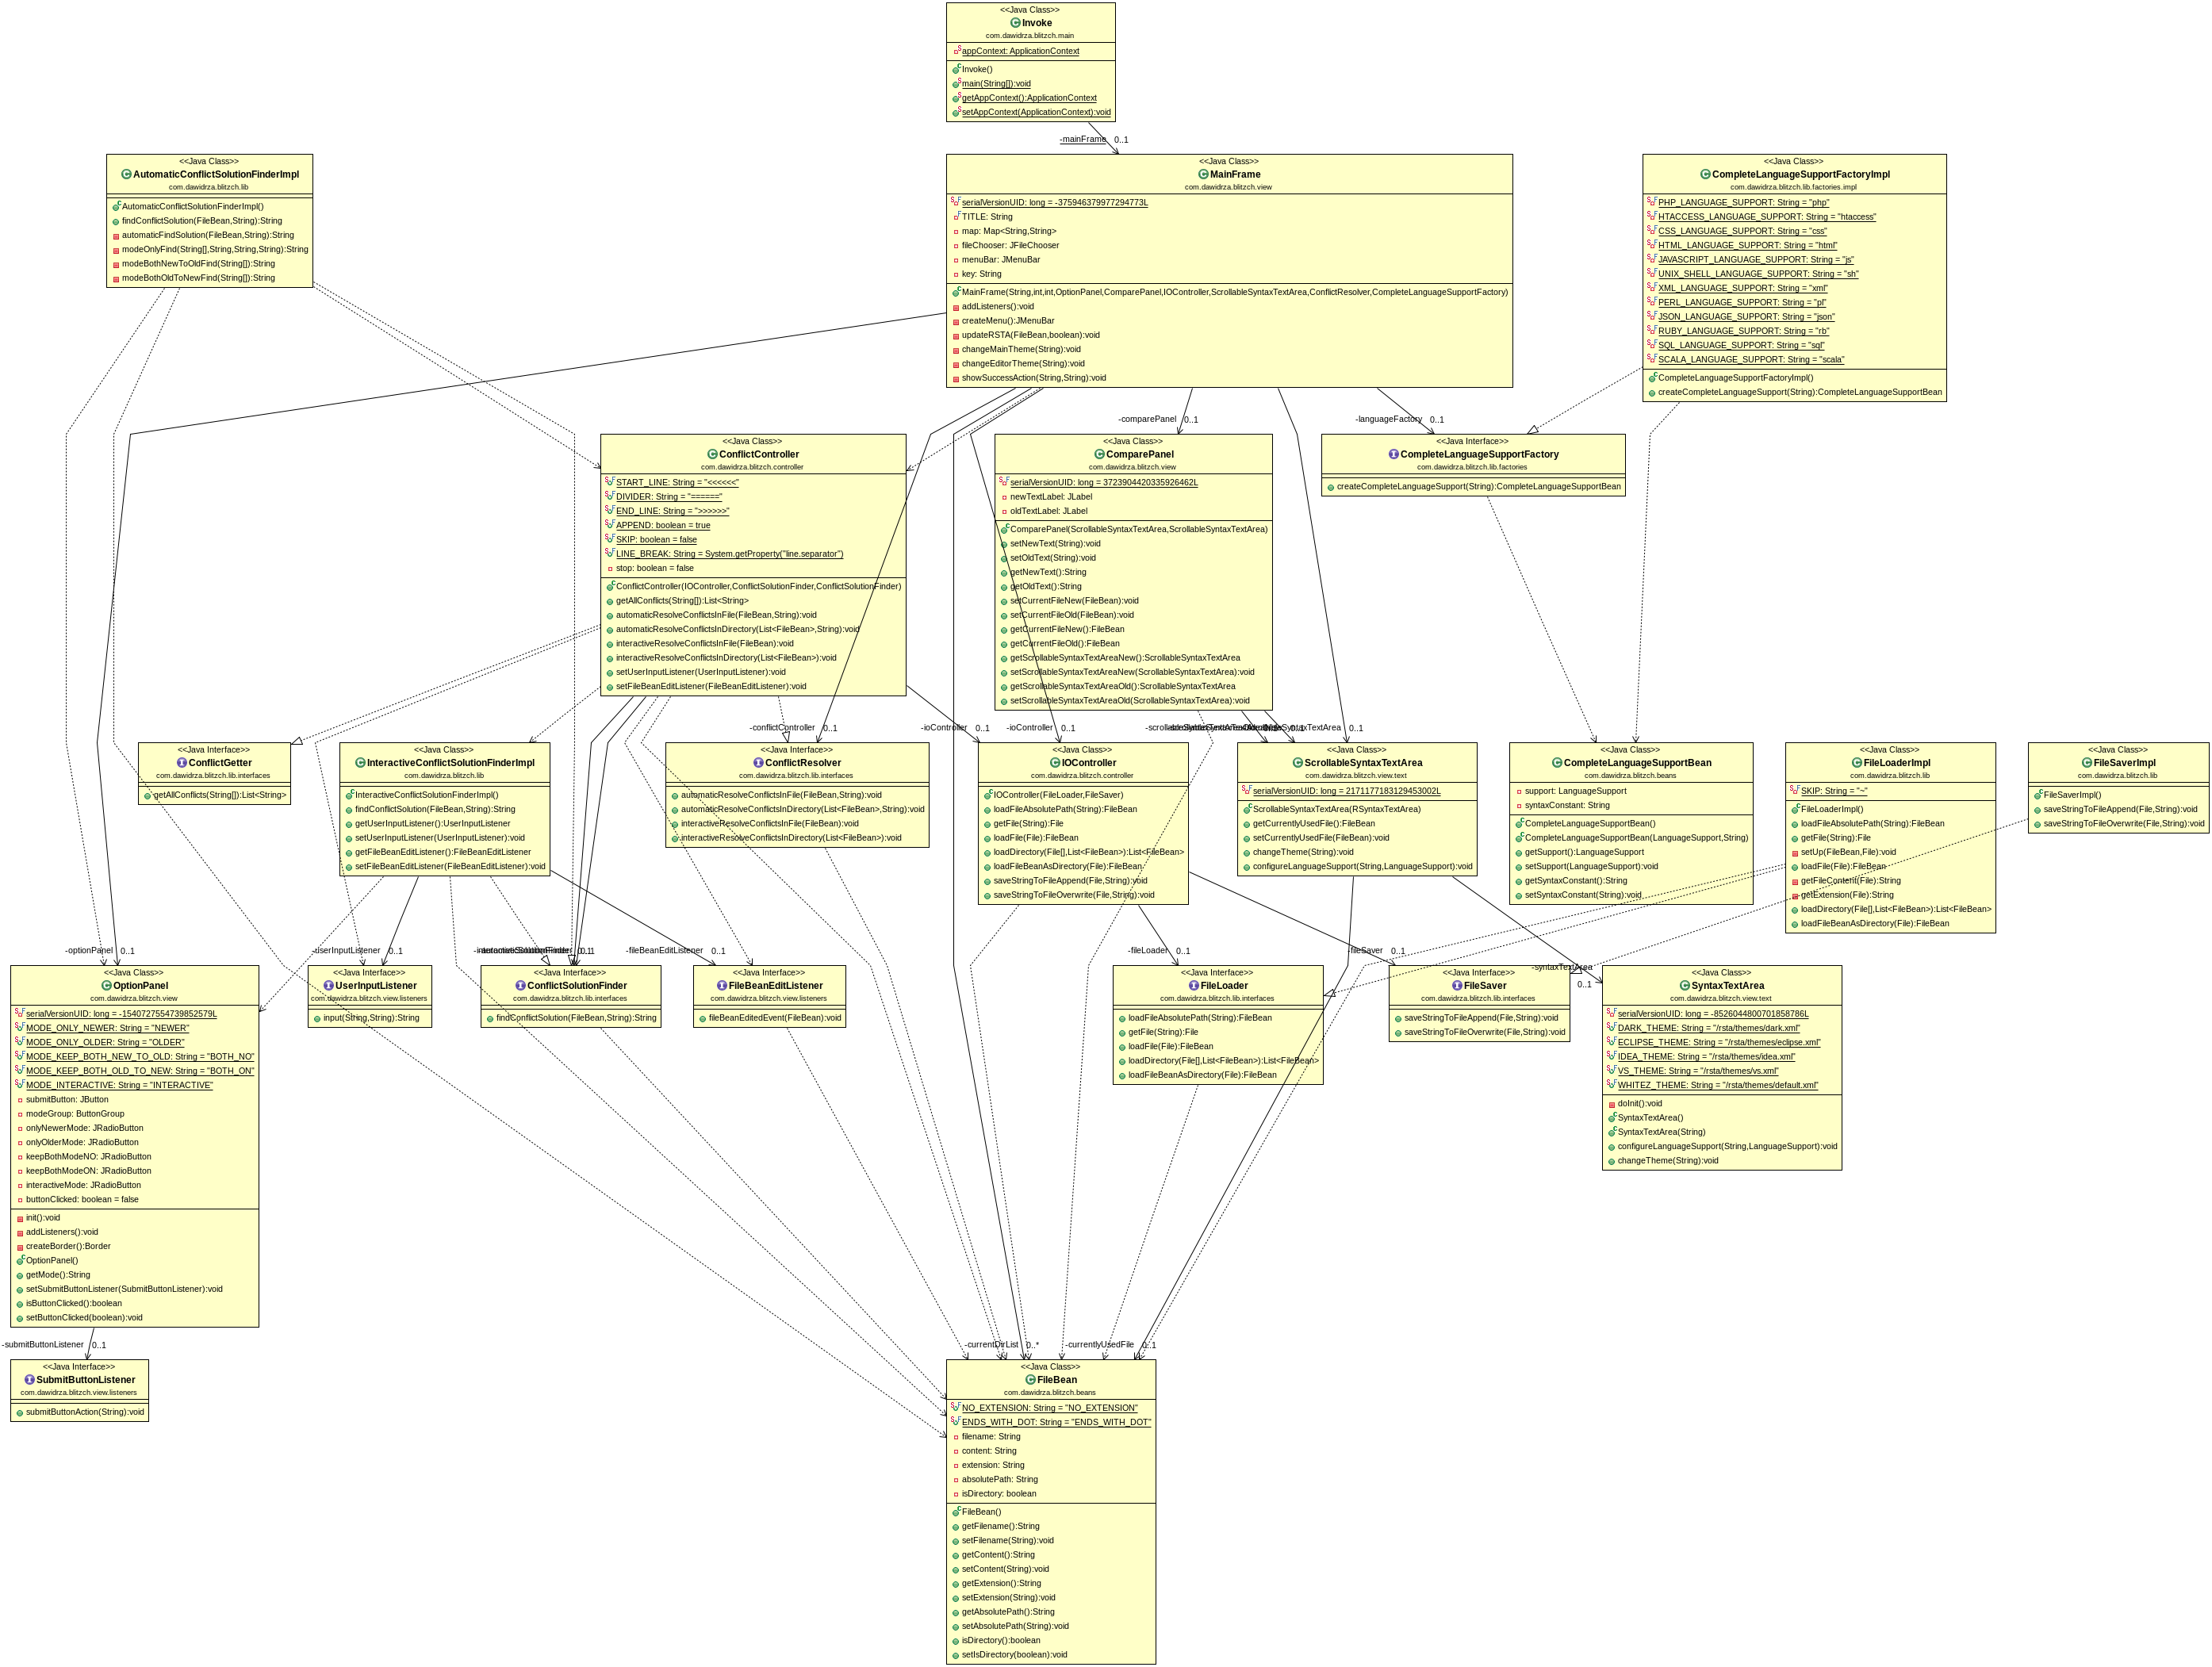 <<Java Class>>
Invoke
com.dawidrza.blitzch.main
appContext: ApplicationContext
Invoke()
main(String[]):void
getAppContext():ApplicationContext
setAppContext(ApplicationContext):void
-mainFrame 0..1
<<Java Class>>
AutomaticConflictSolutionFinderImpl
com.dawidrza.blitzch.lib
AutomaticConflictSolutionFinderImpl()
findConflictSolution(FileBean,String):String
automaticFindSolution(FileBean,String):String
modeOnlyFind(String[],String,String,String):String
modeBothNewToOldFind(String[]):String
modeBothOldToNewFind(String[]):String
<<Java Class>>
MainFrame
com.dawidrza.blitzch.view
serialVersionUID: long = -375946379977294773L
TITLE: String
map: Map<String,String>
fileChooser: JFileChooser
menuBar: JMenuBar
key: String
MainFrame(String,int,int,OptionPanel,ComparePanel,IOController,ScrollableSyntaxTextArea,ConflictResolver,CompleteLanguageSupportFactory)
addListeners():void
createMenu():JMenuBar
updateRSTA(FileBean,boolean):void
changeMainTheme(String):void
changeEditorTheme(String):void
showSuccessAction(String,String):void
<<Java Class>>
CompleteLanguageSupportFactoryImpl
com.dawidrza.blitzch.lib.factories.impl
PHP_LANGUAGE_SUPPORT: String = "php"
HTACCESS_LANGUAGE_SUPPORT: String = "htaccess"
CSS_LANGUAGE_SUPPORT: String = "css"
HTML_LANGUAGE_SUPPORT: String = "html"
JAVASCRIPT_LANGUAGE_SUPPORT: String = "js"
UNIX_SHELL_LANGUAGE_SUPPORT: String = "sh"
XML_LANGUAGE_SUPPORT: String = "xml"
PERL_LANGUAGE_SUPPORT: String = "pl"
JSON_LANGUAGE_SUPPORT: String = "json"
RUBY_LANGUAGE_SUPPORT: String = "rb"
SQL_LANGUAGE_SUPPORT: String = "sql"
SCALA_LANGUAGE_SUPPORT: String = "scala"
CompleteLanguageSupportFactoryImpl()
createCompleteLanguageSupport(String):CompleteLanguageSupportBean
-comparePanel 0..1
-languageFactory 0..1
<<Java Class>>
ConflictController
com.dawidrza.blitzch.controller
START_LINE: String = "<<<<<<"
DIVIDER: String = "======"
END_LINE: String = ">>>>>>"
APPEND: boolean = true
SKIP: boolean = false
LINE_BREAK: String = System.getProperty("line.separator")
stop: boolean = false
ConflictController(IOController,ConflictSolutionFinder,ConflictSolutionFinder)
getAllConflicts(String[]):List<String>
automaticResolveConflictsInFile(FileBean,String):void
automaticResolveConflictsInDirectory(List<FileBean>,String):void
interactiveResolveConflictsInFile(FileBean):void
interactiveResolveConflictsInDirectory(List<FileBean>):void
setUserInputListener(UserInputListener):void
setFileBeanEditListener(FileBeanEditListener):void
<<Java Class>>
ComparePanel
com.dawidrza.blitzch.view
serialVersionUID: long = 3723904420335926462L
newTextLabel: JLabel
oldTextLabel: JLabel
ComparePanel(ScrollableSyntaxTextArea,ScrollableSyntaxTextArea)
setNewText(String):void
setOldText(String):void
getNewText():String
getOldText():String
setCurrentFileNew(FileBean):void
setCurrentFileOld(FileBean):void
getCurrentFileNew():FileBean
getCurrentFileOld():FileBean
getScrollableSyntaxTextAreaNew():ScrollableSyntaxTextArea
setScrollableSyntaxTextAreaNew(ScrollableSyntaxTextArea):void
getScrollableSyntaxTextAreaOld():ScrollableSyntaxTextArea
setScrollableSyntaxTextAreaOld(ScrollableSyntaxTextArea):void
<<Java Interface>>
CompleteLanguageSupportFactory
com.dawidrza.blitzch.lib.factories
createCompleteLanguageSupport(String):CompleteLanguageSupportBean
-conflictController 0..1
-ioController 0..1
-ioController 0..1
0..1
<<Java Interface>>
ConflictGetter
com.dawidrza.blitzch.lib.interfaces
getAllConflicts(String[]):List<String>
<<Java Class>>
InteractiveConflictSolutionFinderImpl
com.dawidrza.blitzch.lib
InteractiveConflictSolutionFinderImpl()
findConflictSolution(FileBean,String):String
getUserInputListener():UserInputListener
setUserInputListener(UserInputListener):void
getFileBeanEditListener():FileBeanEditListener
setFileBeanEditListener(FileBeanEditListener):void
<<Java Interface>>
ConflictResolver
com.dawidrza.blitzch.lib.interfaces
automaticResolveConflictsInFile(FileBean,String):void
automaticResolveConflictsInDirectory(List<FileBean>,String):void
interactiveResolveConflictsInFile(FileBean):void
interactiveResolveConflictsInDirectory(List<FileBean>):void
<<Java Class>>
IOController
com.dawidrza.blitzch.controller
IOController(FileLoader,FileSaver)
loadFileAbsolutePath(String):FileBean
getFile(String):File
loadFile(File):FileBean
loadDirectory(File[],List<FileBean>):List<FileBean>
loadFileBeanAsDirectory(File):FileBean
saveStringToFileAppend(File,String):void
saveStringToFileOverwrite(File,String):void
<<Java Class>>
ScrollableSyntaxTextArea
com.dawidrza.blitzch.view.text
serialVersionUID: long = 2171177183129453002L
ScrollableSyntaxTextArea(RSyntaxTextArea)
getCurrentlyUsedFile():FileBean
setCurrentlyUsedFile(FileBean):void
changeTheme(String):void
configureLanguageSupport(String,LanguageSupport):void
<<Java Class>>
CompleteLanguageSupportBean
com.dawidrza.blitzch.beans
support: LanguageSupport
syntaxConstant: String
CompleteLanguageSupportBean()
CompleteLanguageSupportBean(LanguageSupport,String)
getSupport():LanguageSupport
setSupport(LanguageSupport):void
getSyntaxConstant():String
setSyntaxConstant(String):void
<<Java Class>>
FileLoaderImpl
com.dawidrza.blitzch.lib
SKIP: String = "~"
FileLoaderImpl()
loadFileAbsolutePath(String):FileBean
getFile(String):File
setUp(FileBean,File):void
loadFile(File):FileBean
getFileContent(File):String
getExtension(File):String
loadDirectory(File[],List<FileBean>):List<FileBean>
loadFileBeanAsDirectory(File):FileBean
<<Java Class>>
FileSaverImpl
com.dawidrza.blitzch.lib
FileSaverImpl()
saveStringToFileAppend(File,String):void
saveStringToFileOverwrite(File,String):void
-optionPanel 0..1
-userInputListener 0..1
-fileBeanEditListener 0..1
-fileLoader 0..1
-fileSaver 0..1
-syntaxTextArea 0..1
<<Java Class>>
OptionPanel
com.dawidrza.blitzch.view
serialVersionUID: long = -1540727554739852579L
MODE_ONLY_NEWER: String = "NEWER"
MODE_ONLY_OLDER: String = "OLDER"
MODE_KEEP_BOTH_NEW_TO_OLD: String = "BOTH_NO"
MODE_KEEP_BOTH_OLD_TO_NEW: String = "BOTH_ON"
MODE_INTERACTIVE: String = "INTERACTIVE"
submitButton: JButton
modeGroup: ButtonGroup
onlyNewerMode: JRadioButton
onlyOlderMode: JRadioButton
keepBothModeNO: JRadioButton
keepBothModeON: JRadioButton
interactiveMode: JRadioButton
buttonClicked: boolean = false
init():void
addListeners():void
createBorder():Border
OptionPanel()
getMode():String
setSubmitButtonListener(SubmitButtonListener):void
isButtonClicked():boolean
setButtonClicked(boolean):void
<<Java Interface>>
UserInputListener
com.dawidrza.blitzch.view.listeners
input(String,String):String
<<Java Interface>>
ConflictSolutionFinder
com.dawidrza.blitzch.lib.interfaces
findConflictSolution(FileBean,String):String
<<Java Interface>>
FileBeanEditListener
com.dawidrza.blitzch.view.listeners
fileBeanEditedEvent(FileBean):void
<<Java Interface>>
FileLoader
com.dawidrza.blitzch.lib.interfaces
loadFileAbsolutePath(String):FileBean
getFile(String):File
loadFile(File):FileBean
loadDirectory(File[],List<FileBean>):List<FileBean>
loadFileBeanAsDirectory(File):FileBean
<<Java Interface>>
FileSaver
com.dawidrza.blitzch.lib.interfaces
saveStringToFileAppend(File,String):void
saveStringToFileOverwrite(File,String):void
<<Java Class>>
SyntaxTextArea
com.dawidrza.blitzch.view.text
serialVersionUID: long = -8526044800701858786L
DARK_THEME: String = "/rsta/themes/dark.xml"
ECLIPSE_THEME: String = "/rsta/themes/eclipse.xml"
IDEA_THEME: String = "/rsta/themes/idea.xml"
VS_THEME: String = "/rsta/themes/vs.xml"
WHITEZ_THEME: String = "/rsta/themes/default.xml"
doInit():void
SyntaxTextArea()
SyntaxTextArea(String)
configureLanguageSupport(String,LanguageSupport):void
changeTheme(String):void
-submitButtonListener 0..1
-currentDirList 0..*
-currentlyUsedFile 0..1
<<Java Interface>>
SubmitButtonListener
com.dawidrza.blitzch.view.listeners
submitButtonAction(String):void
<<Java Class>>
FileBean
com.dawidrza.blitzch.beans
NO_EXTENSION: String = "NO_EXTENSION"
ENDS_WITH_DOT: String = "ENDS_WITH_DOT"
filename: String
content: String
extension: String
absolutePath: String
isDirectory: boolean
FileBean()
getFilename():String
setFilename(String):void
getContent():String
setContent(String):void
getExtension():String
setExtension(String):void
getAbsolutePath():String
setAbsolutePath(String):void
isDirectory():boolean
setIsDirectory(boolean):void